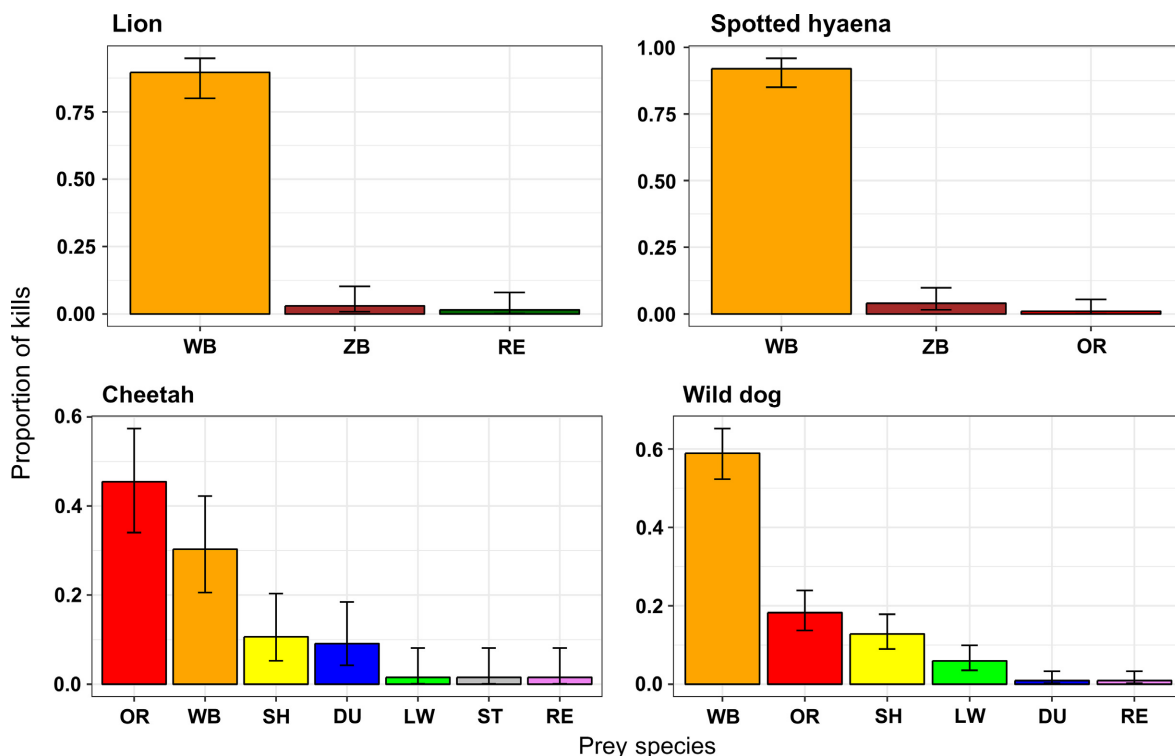 Lion
Spotted hyaena
Proportion of kills
0.75
0.50
0.25
0.00
WB ZB RE
1.00
0.75
0.50
0.25
0.00
WB ZB OR
Cheetah
Wild dog
0.6
0.4
0.2
0.0
OR WB SH DU LW ST RE
0.6
0.4
0.2
0.0
WB OR SH LW DU RE
Prey species